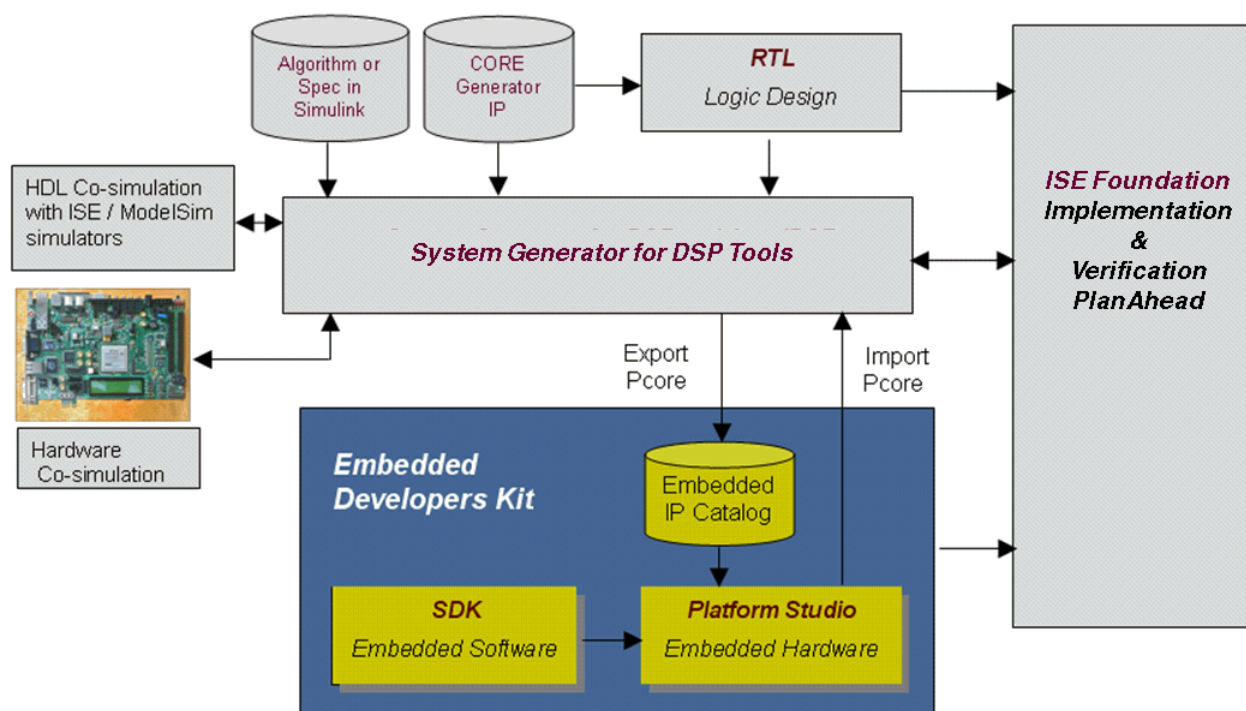 Algorithm or
Spec in
Simulink
CORE
Generator
IP
RTL
Logic Design
HDL Co-simulation
with ISE / ModelSim
simulators
System Generator for DSP Tools
ISE Foundation
Implementation
&
Verification
PlanAhead
Hardware
Co-simulation
Export
Pcore
Import
Pcore
Embedded
Developers Kit
Embedded
IP Catalog
SDK
Embedded Software
Platform Studio
Embedded Hardware